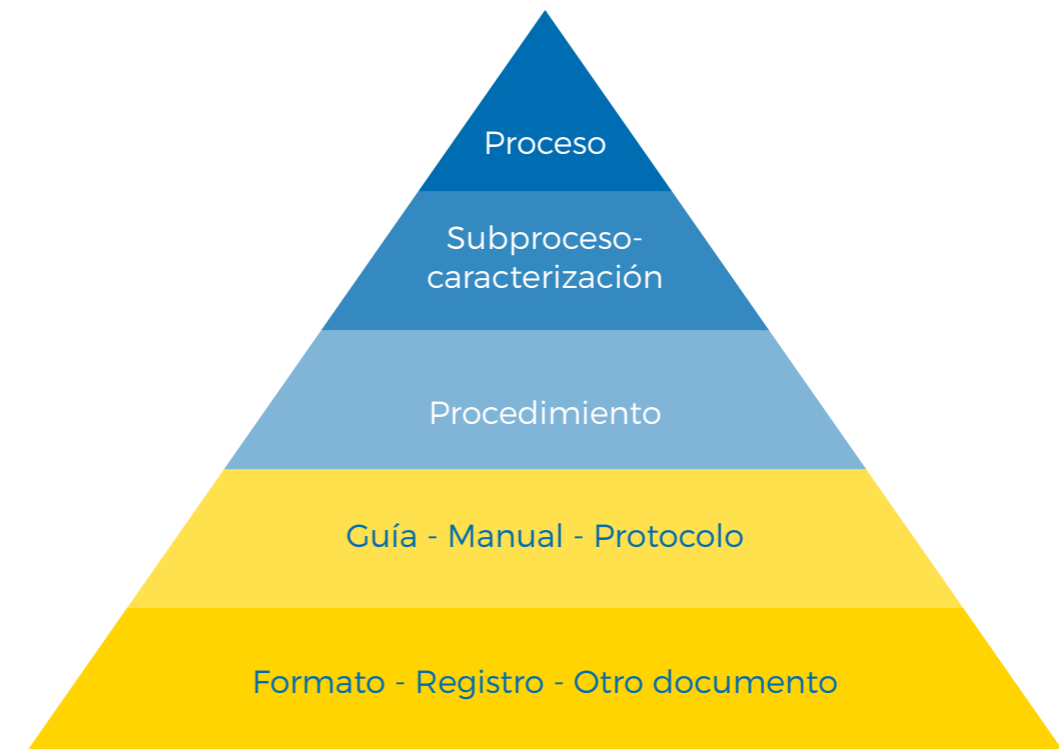 Proceso
Subproceso-
caracterización
Procedimiento
Guía - Manual - Protocolo
Formato - Registro - Otro documento